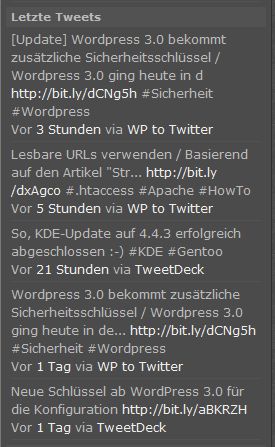 Letzte Tweets
[Update] Wordpress 3.0 bekommt
zusätzliche Sicherheitsschlüssel /
Wordpress 3.0 ging heute in d
http://bit.ly/dCNg5h #Sicherheit
#Wordpress
Vor 3 Stunden via WP to Twitter
Lesbare URLs verwenden / Basierend
auf den Artikel "Str... http://bit.ly
/dxAgco #.htaccess #Apache #HowTo
Vor 5 Stunden via WP to Twitter
So, KDE-Update auf 4.4.3 erfolgreich
abgeschlossen :-) #KDE #Gentoo
Vor 21 Stunden via TweetDeck
Wordpress 3.0 bekommt zusätzliche
Sicherheitsschlüssel / Wordpress 3.0
ging heute in de... http://bit.ly/dCNg5h
#Sicherheit #Wordpress
Vor 1 Tag via WP to Twitter
Neue Schlüssel ab WordPress 3.0 für
die Konfiguration http://bit.ly/aBKRZH
Vor 1 Tag via TweetDeck